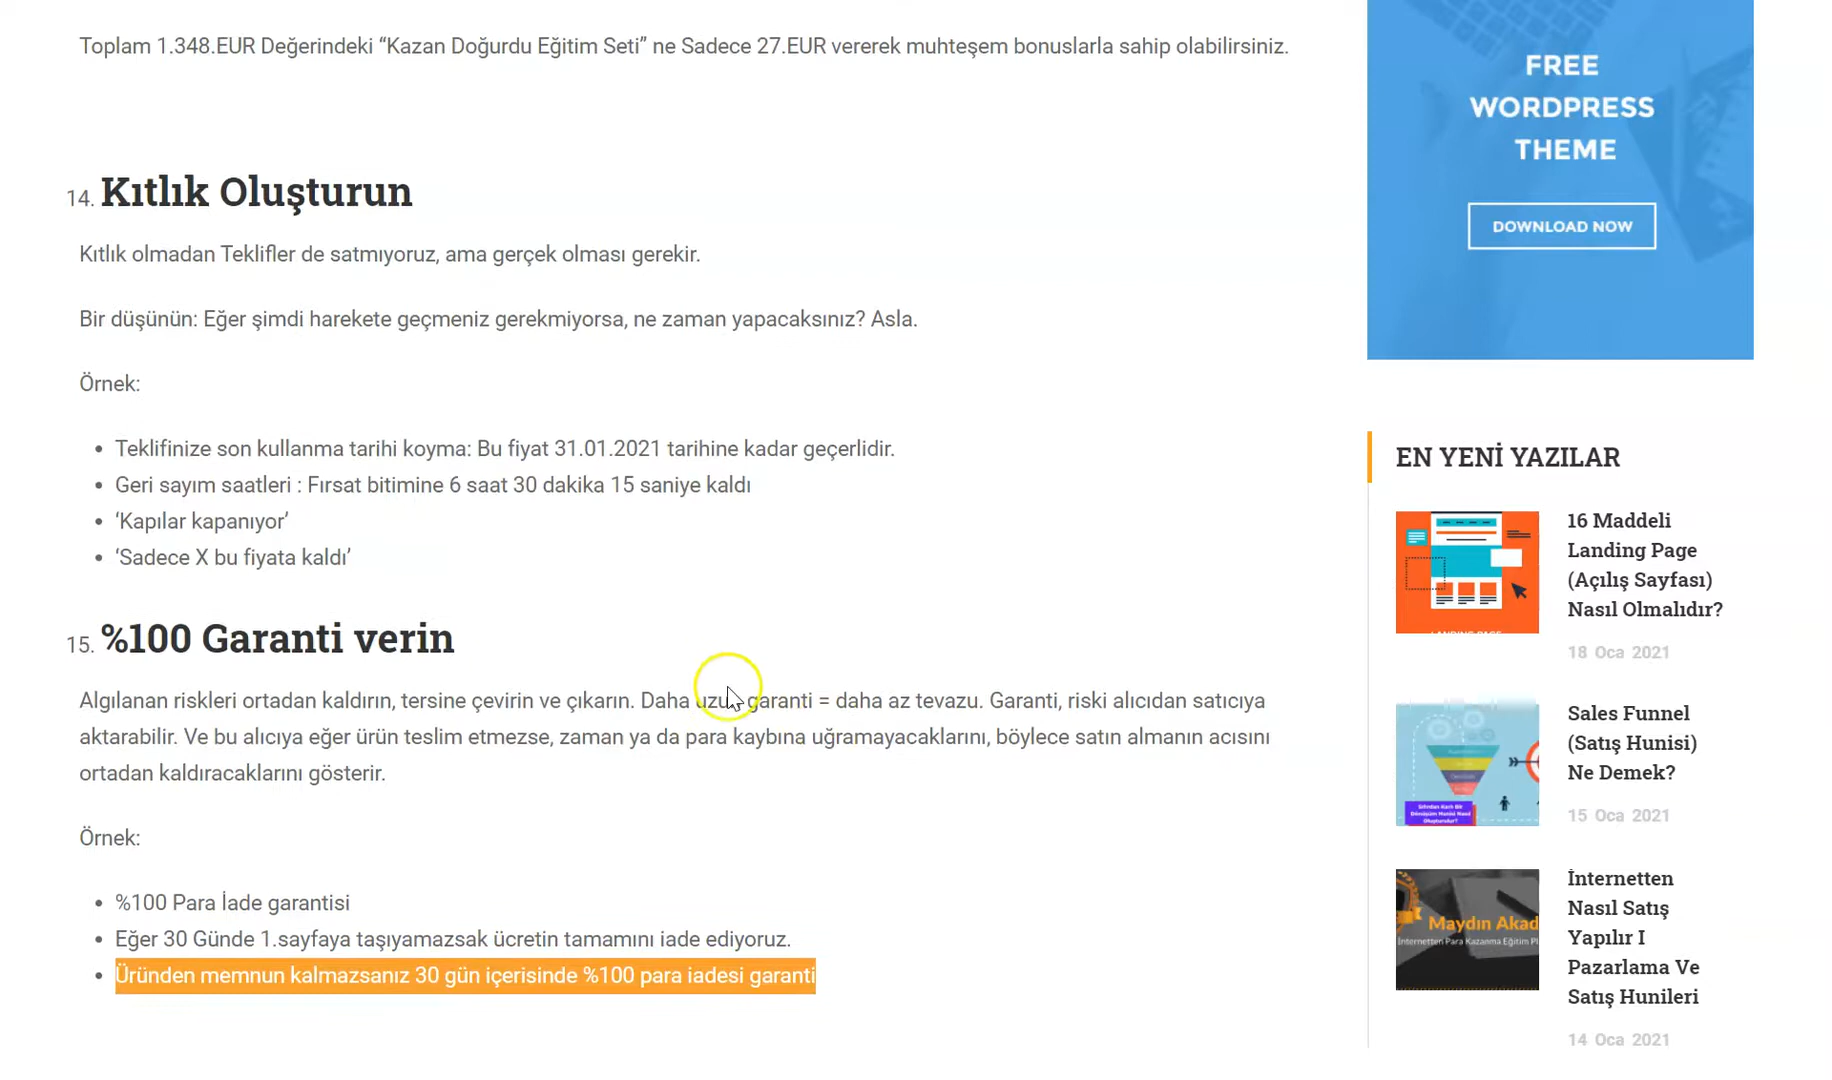 Toplam 1.348.EUR Değerindeki “Kazan Doğurdu Eğitim Seti” ne Sadece 27.EUR vererek muhteşem bonuslarla sahip olabilirsiniz.
14. Kıtlık Oluşturun
Kıtlık olmadan Teklifler de satmıyoruz, ama gerçek olması gerekir.
Bir düşünün: Eğer şimdi harekete geçmeniz gerekmiyorsa, ne zaman yapacaksınız? Asla.
Örnek:
Teklifinize son kullanma tarihi koyma: Bu fiyat 31.01.2021 tarihine kadar geçerlidir.
Geri sayım saatleri : Fırsat bitimine 6 saat 30 dakika 15 saniye kaldı
‘Kapılar kapanıyor’
‘Sadece X bu fiyata kaldı’
15. %100 Garanti verin
Algılanan riskleri ortadan kaldırın, tersine çevirin ve çıkarın. Daha uzun garanti = daha az tevazu. Garanti, riski alıcıdan satıcıya
aktarabilir. Ve bu alıcıya eğer ürün teslim etmezse, zaman ya da para kaybına uğramayacaklarını, böylece satın almanın acısını
ortadan kaldıracaklarını gösterir.
Örnek:
%100 Para İade garantisi
Eğer 30 Günde 1.sayfaya taşıyamazsak ücretin tamamını iade ediyoruz.
Üründen memnun kalmazsanız 30 gün içerisinde %100 para iadesi garanti
FREE
WORDPRESS
THEME
DOWNLOAD NOW
EN YENİ YAZILAR
16 Maddeli
Landing Page
(Açılış Sayfası)
Nasıl Olmalıdır?
18 Oca 2021
Sales Funnel
(Satış Hunisi)
Ne Demek?
15 Oca 2021
Maydın Akad
İnternetten Para Kazanma Eğitim Pl
İnternetten
Nasıl Satış
Yapılır I
Pazarlama Ve
Satış Hunileri
14 Oca 2021